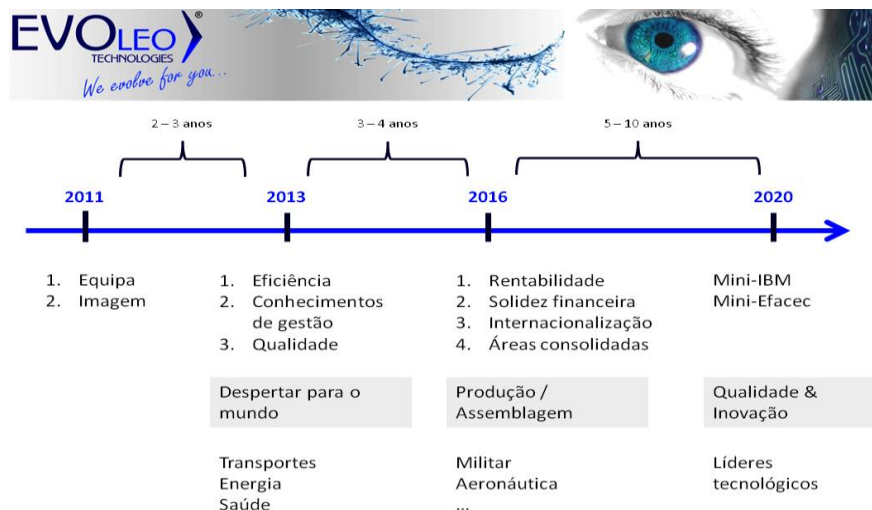 EVOLEO ®
TECHNOLOGIES
We evolve for you...
2 – 3 anos
3 – 4 anos
5 – 10 anos
2011
2013
2016
2020
1. Equipa
2. Imagem
1. Eficiência
2. Conhecimentos
de gestão
3. Qualidade
1. Rentabilidade
2. Solidez financeira
3. Internacionalização
4. Áreas consolidadas
Mini-IBM
Mini-Efacec
Despertar para o
mundo
Produção /
Assemblagem
Qualidade &
Inovação
Transportes
Energia
Saúde
Militar
Aeronáutica
...
Líderes
tecnológicos